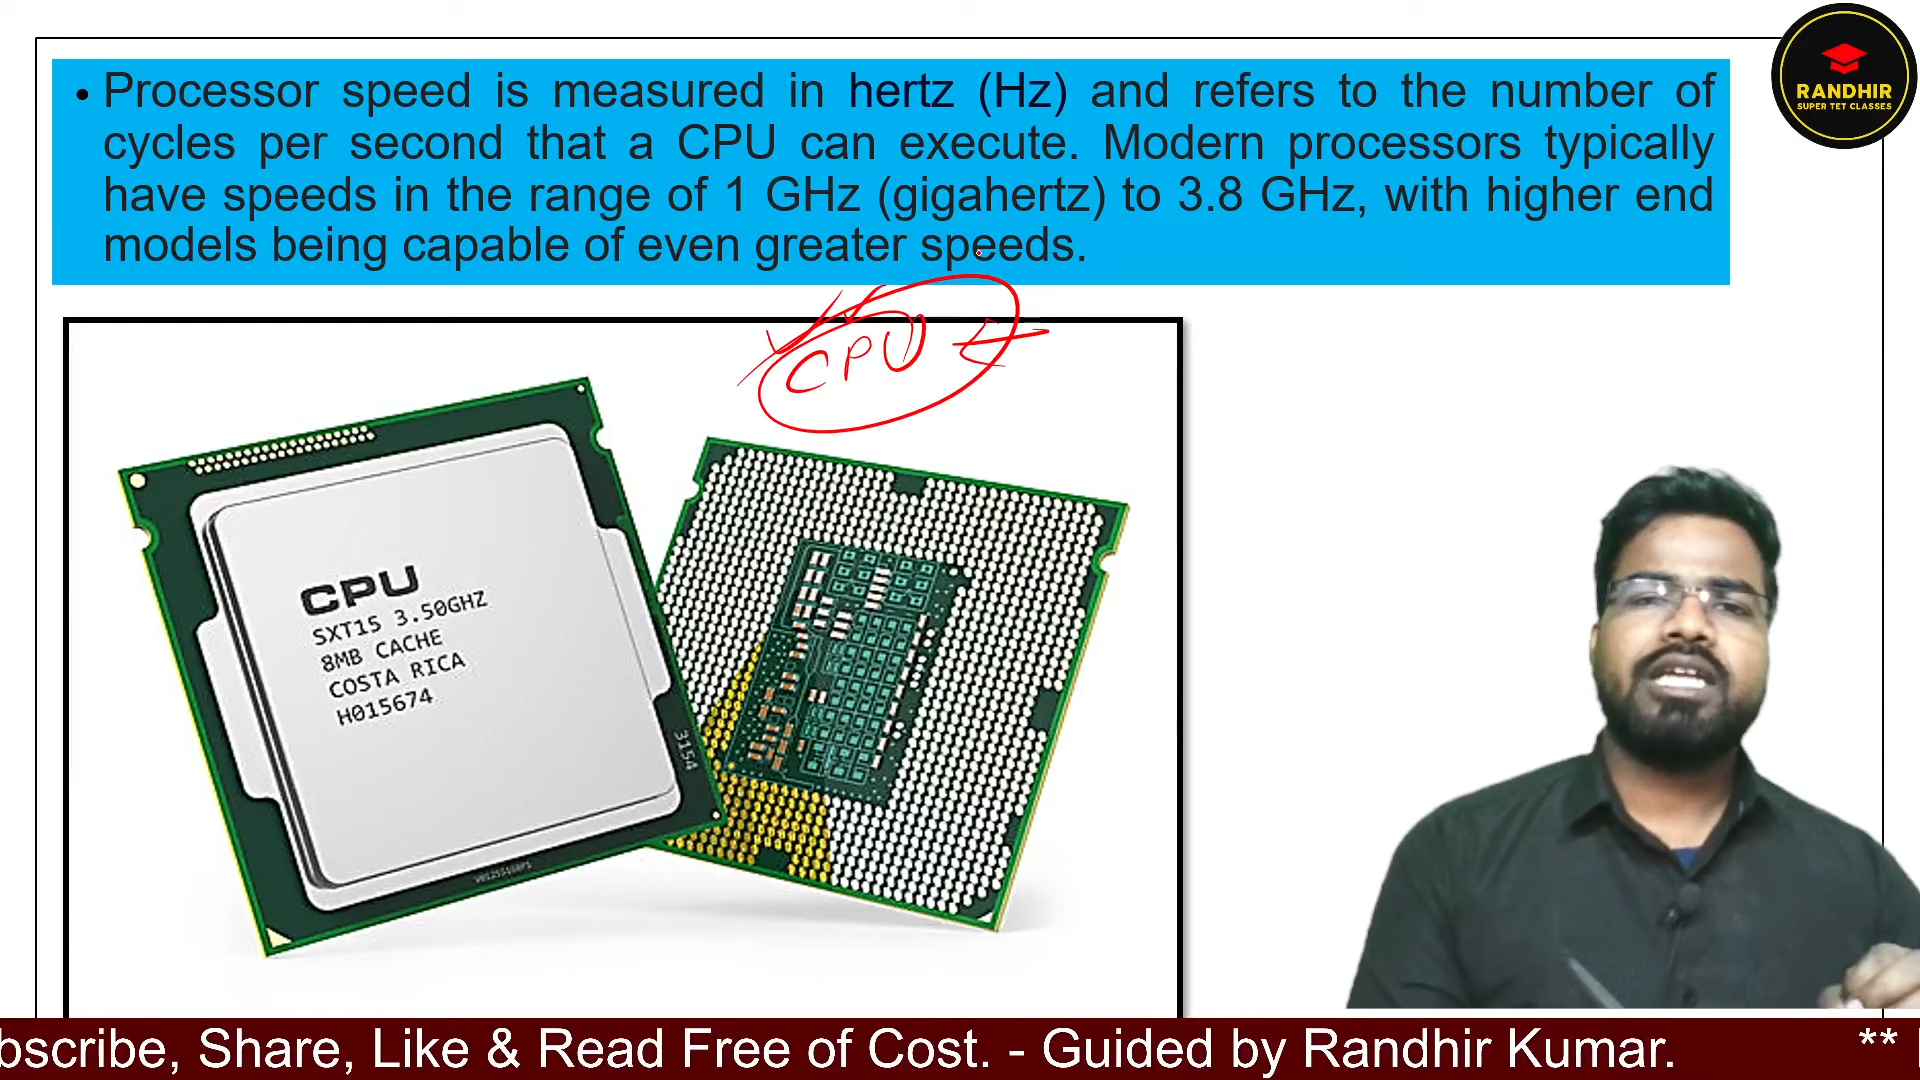 • Processor speed is measured in hertz (Hz) and refers to the number of
cycles per second that a CPU can execute. Modern processors typically
have speeds in the range of 1 GHz (gigahertz) to 3.8 GHz, with higher end
models being capable of even greater speeds.
RANDHIR
SUPER TET CLASSES
CPU
CPU
SXT15 3.50GHZ
8MB CACHE
COSTA RICA
H015674
3154
bscribe, Share, Like & Read Free of Cost. - Guided by Randhir Kumar. **